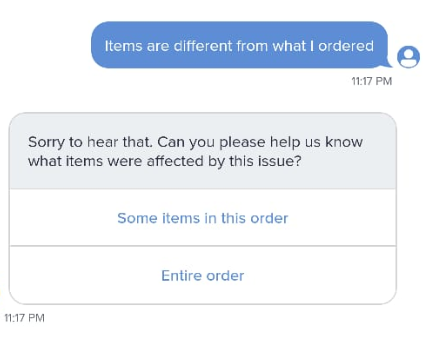 Items are different from what I ordered
11:17 PM
Sorry to hear that. Can you please help us know
what items were affected by this issue?
Some items in this order
Entire order
11:17 PM